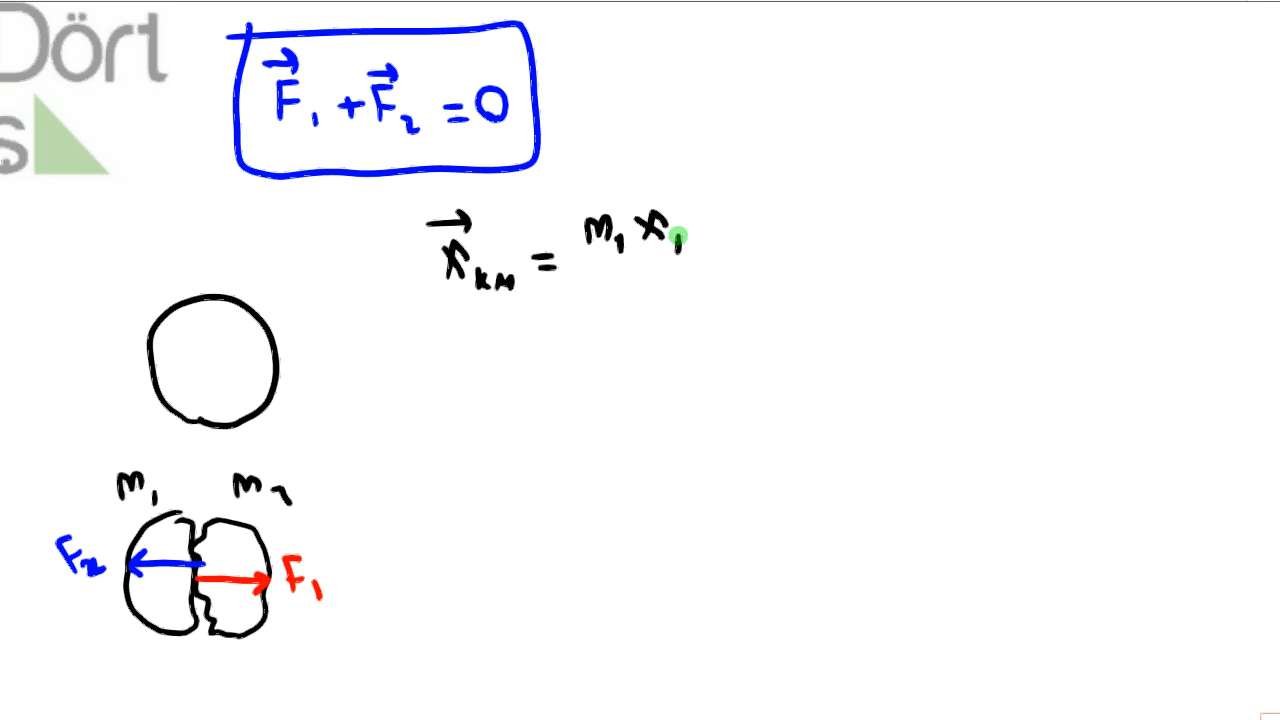 Dört
Ş
F₁ + F₂ = 0
x_KM = m₁ x₁
m₁ m₂
F₂ F₁